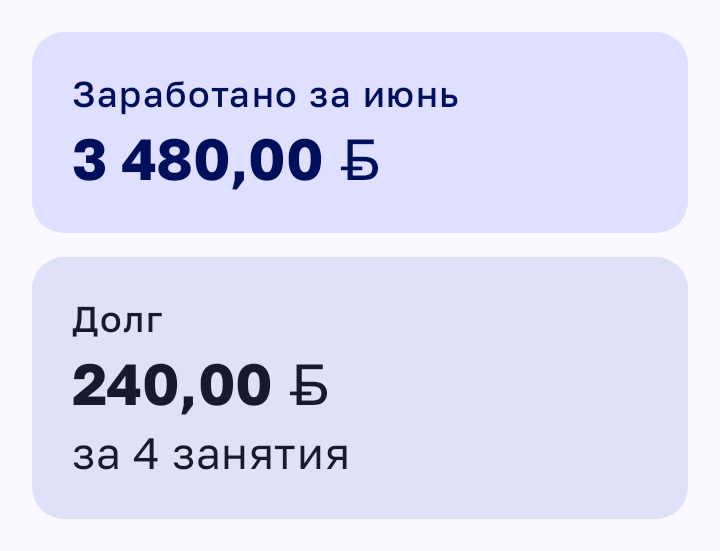 Заработано за июнь
3 480,00 Ƃ
Долг
240,00 Ƃ
за 4 занятия